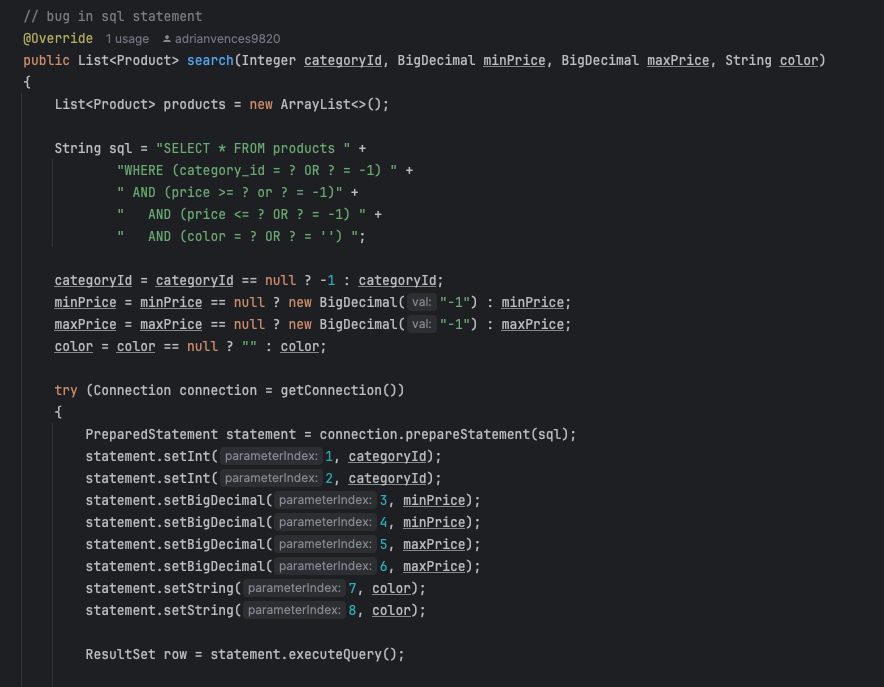 // bug in sql statement
@Override 1 usage adrianvences9820
public List<Product> search(Integer categoryId, BigDecimal minPrice, BigDecimal maxPrice, String color)
{
List<Product> products = new ArrayList<>();
String sql = "SELECT * FROM products " +
"WHERE (category_id = ? OR ? = -1) " +
" AND (price >= ? or ? = -1)" +
"   AND (price <= ? OR ? = -1) " +
"   AND (color = ? OR ? = '') ";
categoryId = categoryId == null ? -1 : categoryId;
minPrice = minPrice == null ? new BigDecimal( val: "-1") : minPrice;
maxPrice = maxPrice == null ? new BigDecimal( val: "-1") : maxPrice;
color = color == null ? "" : color;
try (Connection connection = getConnection())
{
PreparedStatement statement = connection.prepareStatement(sql);
statement.setInt( parameterIndex: 1, categoryId);
statement.setInt( parameterIndex: 2, categoryId);
statement.setBigDecimal( parameterIndex: 3, minPrice);
statement.setBigDecimal( parameterIndex: 4, minPrice);
statement.setBigDecimal( parameterIndex: 5, maxPrice);
statement.setBigDecimal( parameterIndex: 6, maxPrice);
statement.setString( parameterIndex: 7, color);
statement.setString( parameterIndex: 8, color);
ResultSet row = statement.executeQuery();